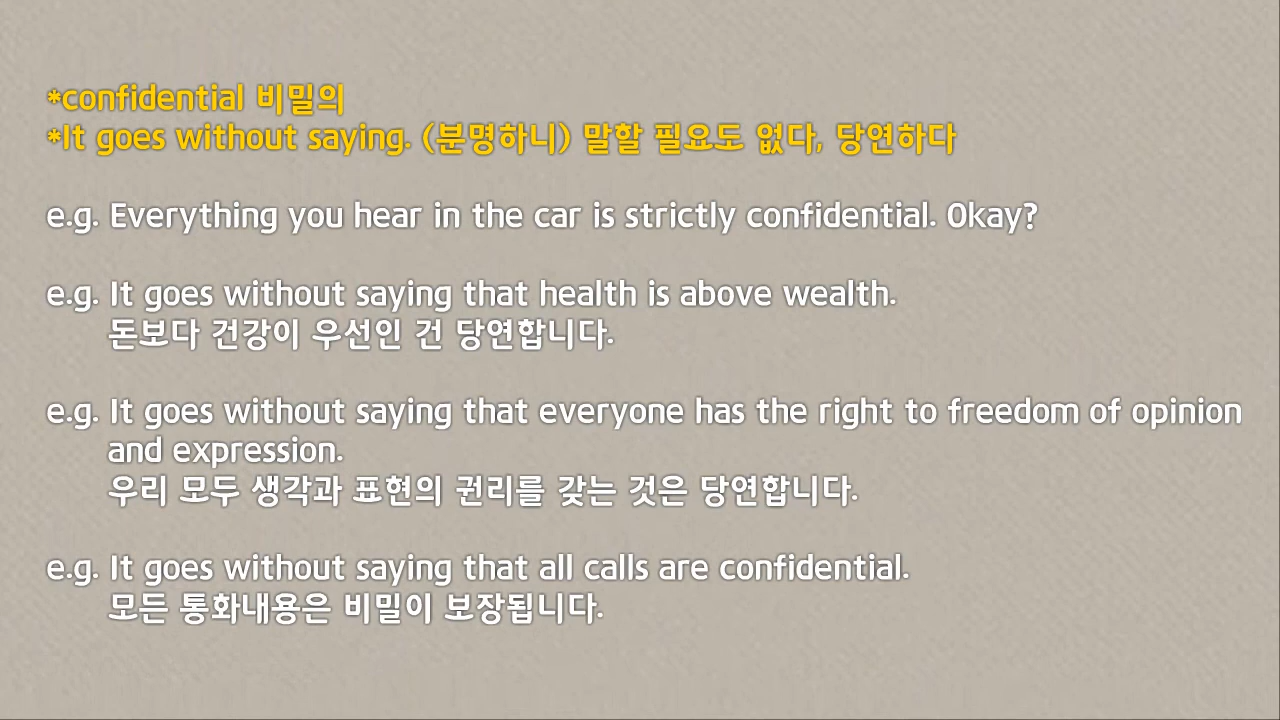 *confidential 비밀의
*It goes without saying. (분명하니) 말할 필요도 없다, 당연하다
e.g. Everything you hear in the car is strictly confidential. Okay?
e.g. It goes without saying that health is above wealth.
돈보다 건강이 우선인 건 당연합니다.
e.g. It goes without saying that everyone has the right to freedom of opinion
and expression.
우리 모두 생각과 표현의 권리를 갖는 것은 당연합니다.
e.g. It goes without saying that all calls are confidential.
모든 통화내용은 비밀이 보장됩니다.